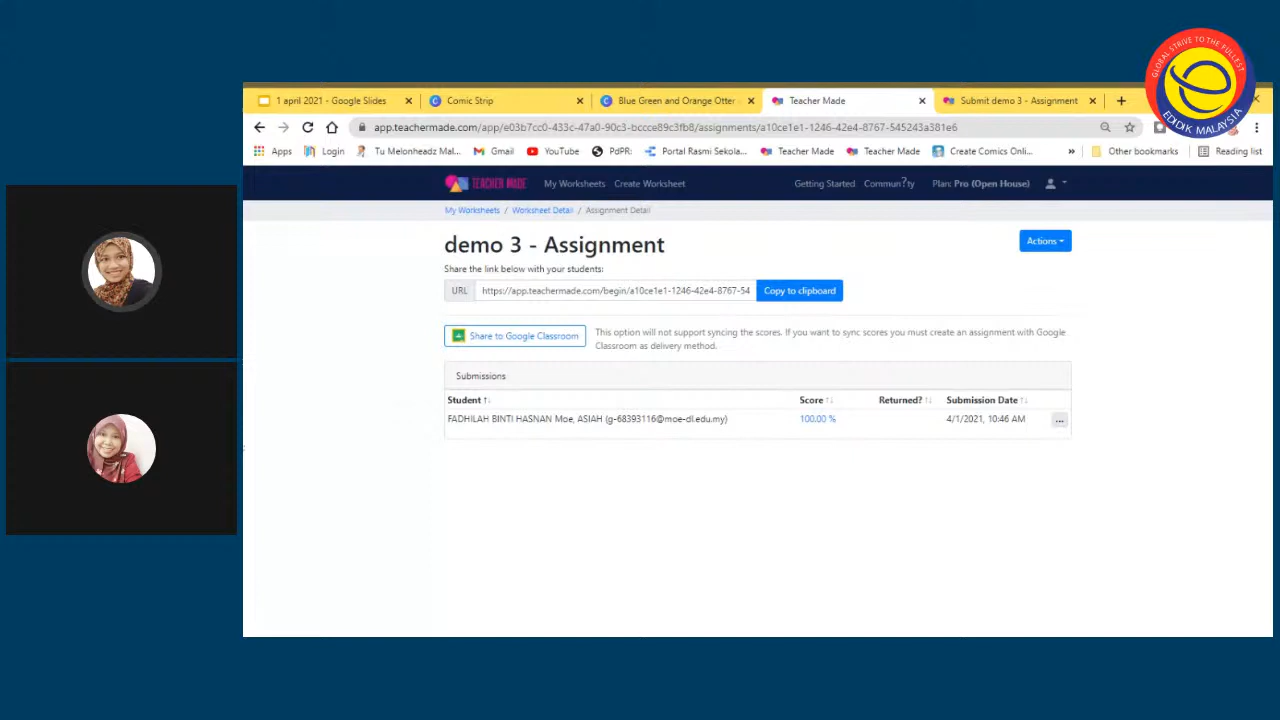 GLOBAL STRIVE TO THE FULLEST
EDIDIK MALAYSIA
1 april 2021 - Google Slides
Comic Strip
Blue Green and Orange Otter
Teacher Made
Submit demo 3 - Assignment
app.teachermade.com/app/e03b7cc0-433c-47a0-90c3-bccce89c3fb8/assignments/a10ce1e1-1246-42e4-8767-545243a381e6
Apps Login Tu Melonheadz Mal... Gmail YouTube PdPR: Portal Rasmi Sekola... Teacher Made Teacher Made Create Comics Onli... » Other bookmarks Reading list
TEACHER MADE My Worksheets Create Worksheet Getting Started Commun?ty Plan: Pro (Open House)
My Worksheets / Worksheet Detail / Assignment Detail
demo 3 - Assignment
Actions
Share the link below with your students:
URL https://app.teachermade.com/begin/a10ce1e1-1246-42e4-8767-54 Copy to clipboard
Share to Google Classroom
This option will not support syncing the scores. If you want to sync scores you must create an assignment with Google
Classroom as delivery method.
Submissions
Student Score Returned? Submission Date
FADHILAH BINTI HASNAN Moe, ASIAH (g-68393116@moe-dl.edu.my) 100.00 % 4/1/2021, 10:46 AM ...